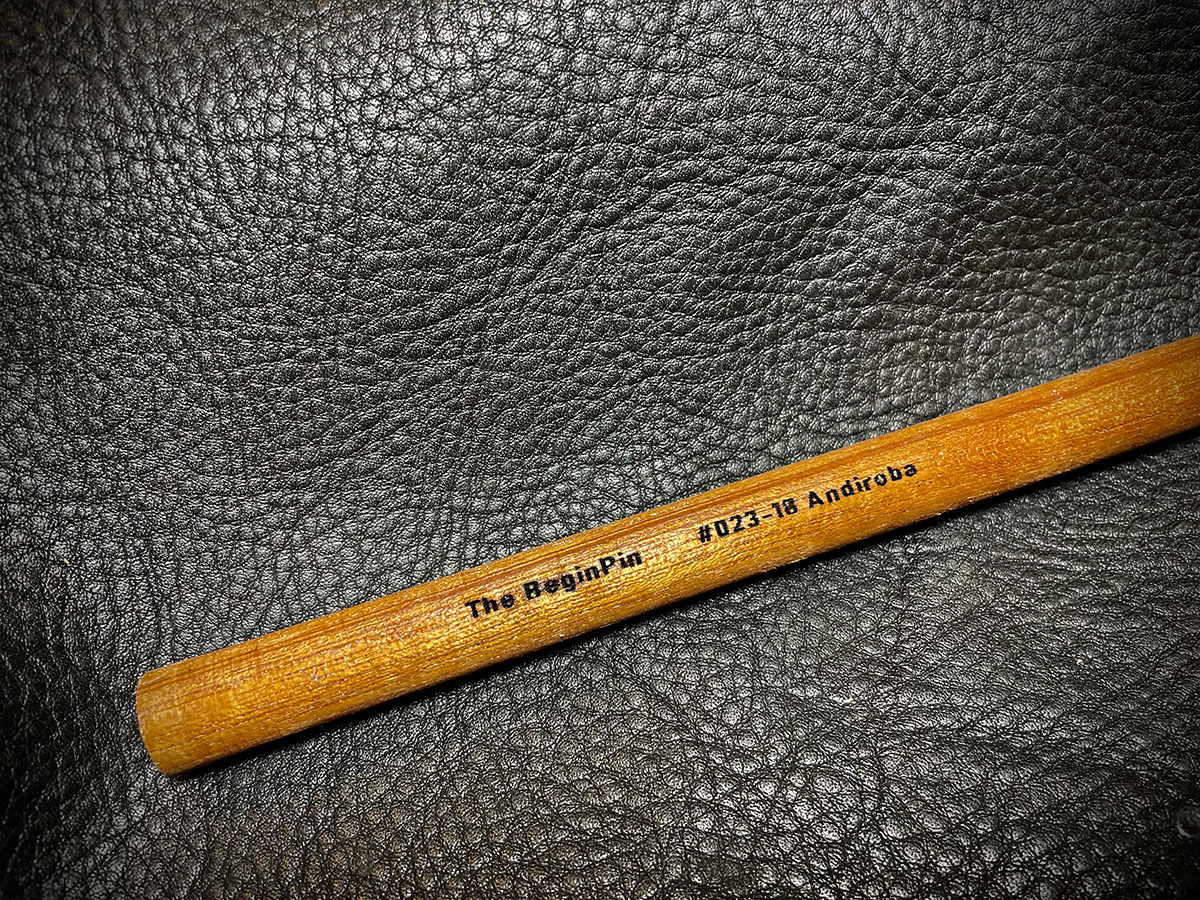 The BeginPin #023-18 Andiroba